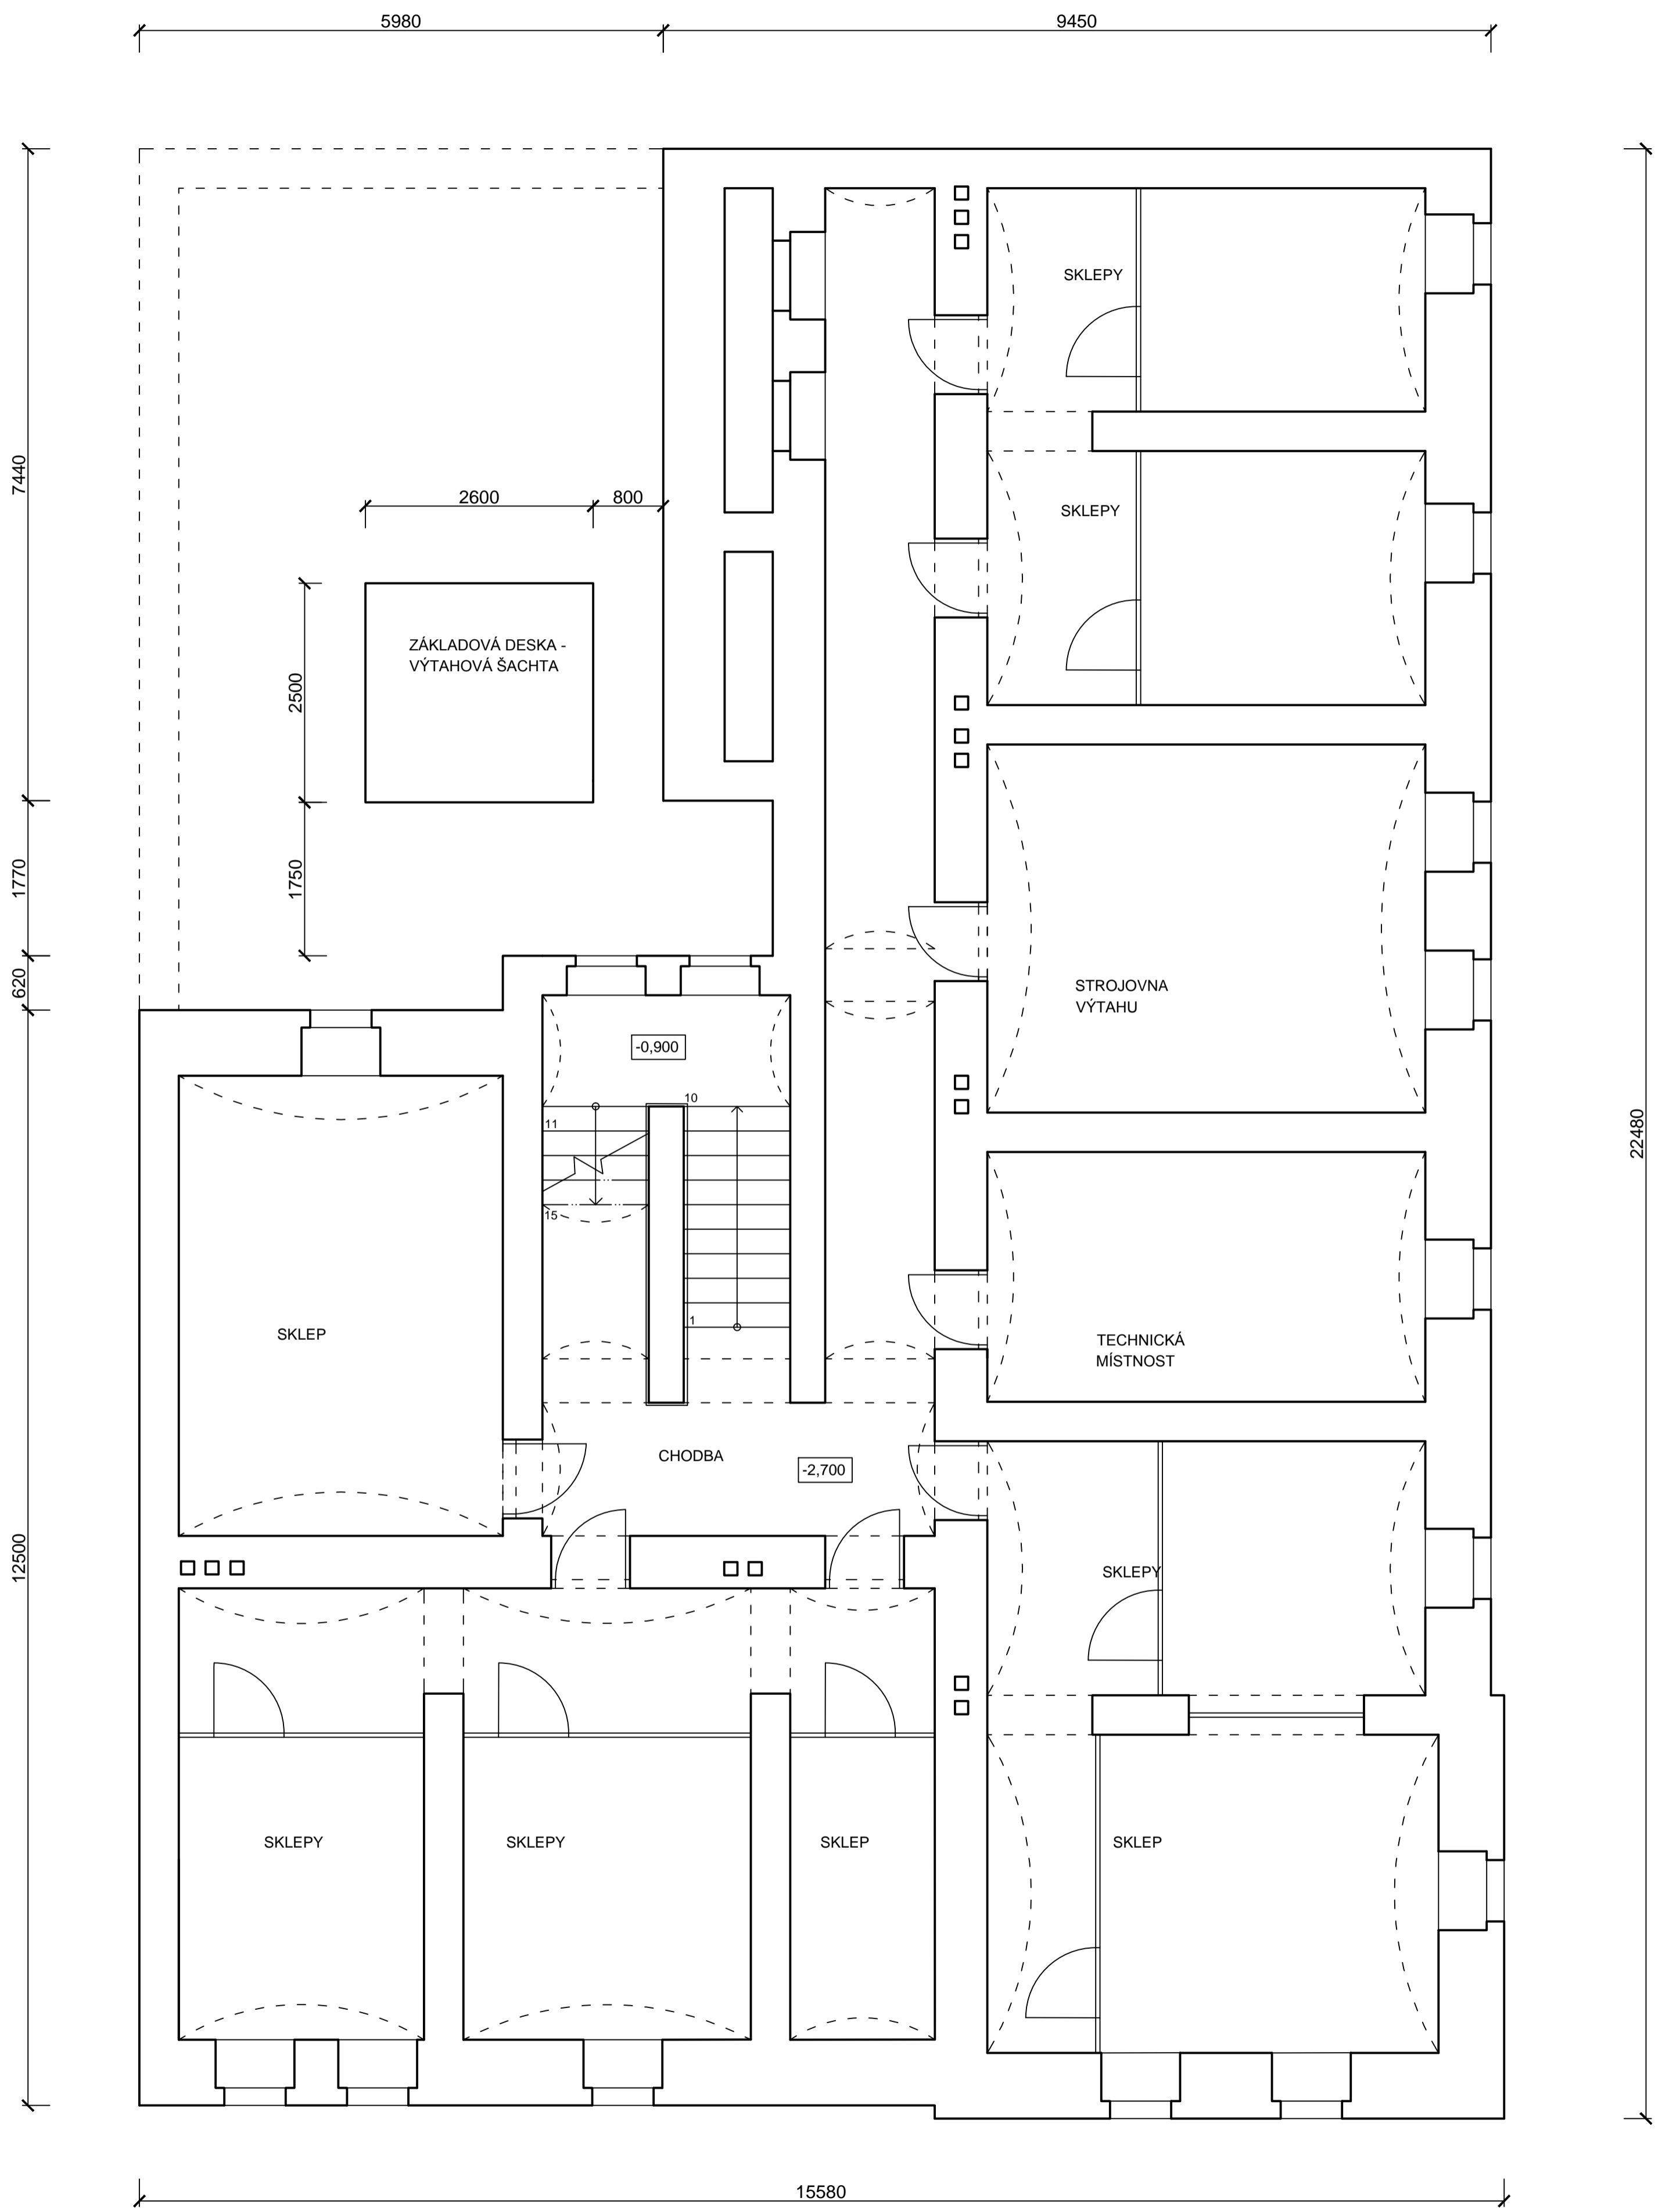 5980
9450
SKLEPY
7440
2600
800
SKLEPY
ZÁKLADOVÁ DESKA -
VÝTAHOVÁ ŠACHTA
2500
1770
1750
620
STROJOVNA
VÝTAHU
-0,900
10
11
22480
15
1
SKLEP
TECHNICKÁ
MÍSTNOST
CHODBA
-2,700
12500
SKLEPY
SKLEPY
SKLEPY
SKLEP
SKLEP
15580